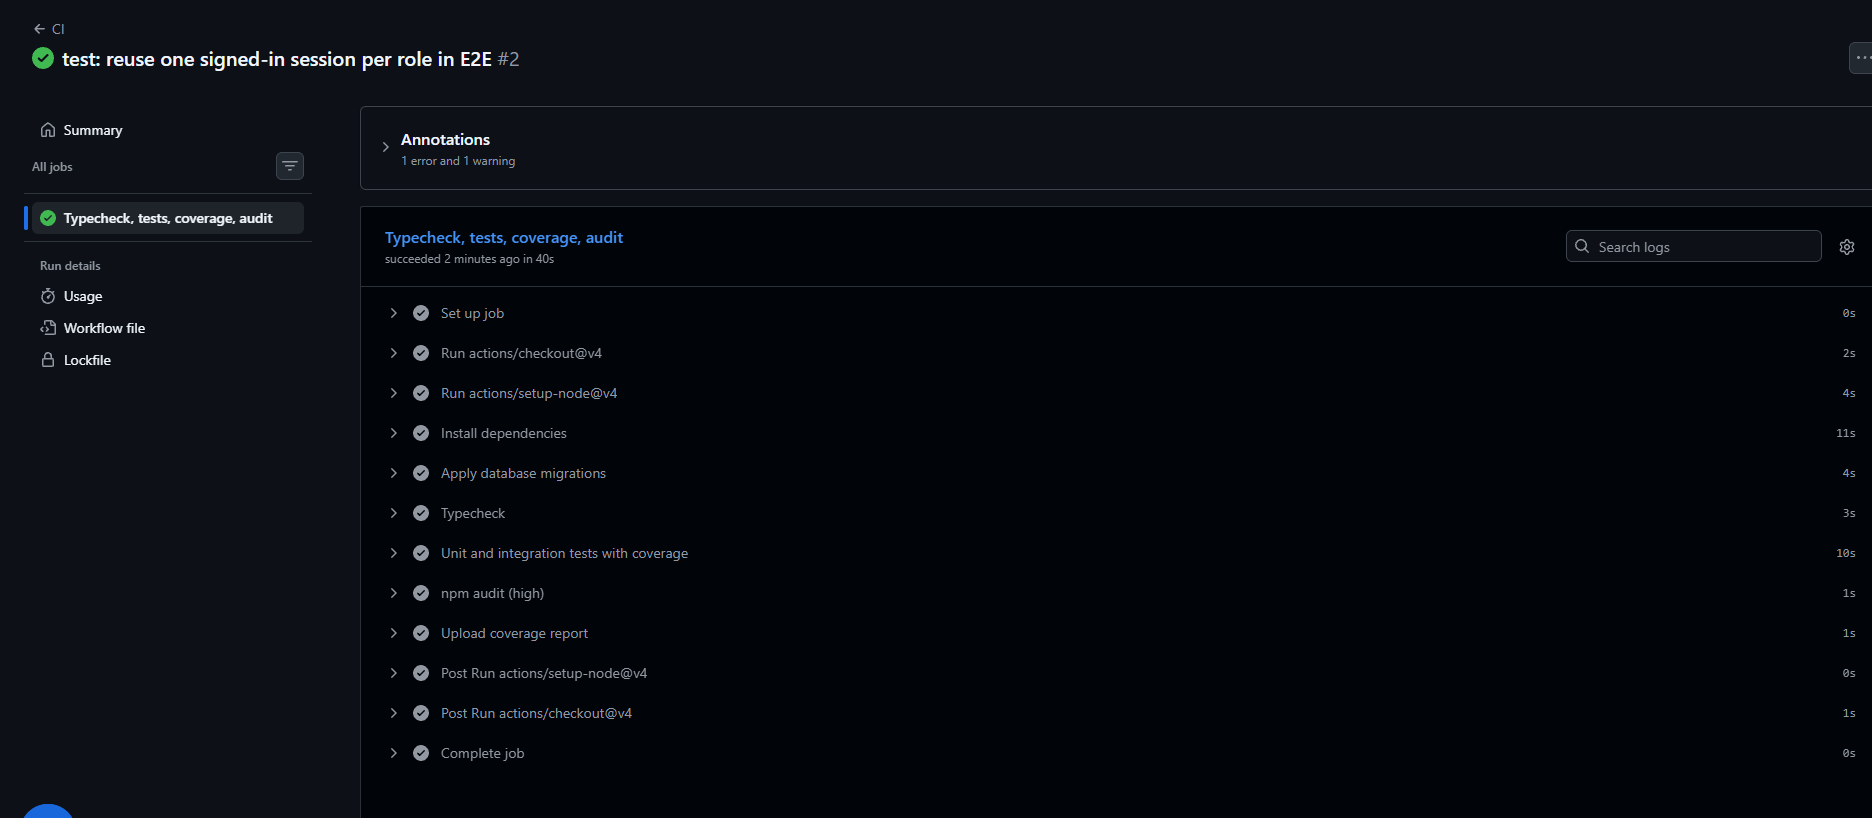 CI
test: reuse one signed-in session per role in E2E #2
Summary
All jobs
Typecheck, tests, coverage, audit
Run details
Usage
Workflow file
Lockfile
Annotations
1 error and 1 warning
Typecheck, tests, coverage, audit
succeeded 2 minutes ago in 40s
Search logs
Set up job 0s
Run actions/checkout@v4 2s
Run actions/setup-node@v4 4s
Install dependencies 11s
Apply database migrations 4s
Typecheck 3s
Unit and integration tests with coverage 10s
npm audit (high) 1s
Upload coverage report 1s
Post Run actions/setup-node@v4 0s
Post Run actions/checkout@v4 1s
Complete job 0s